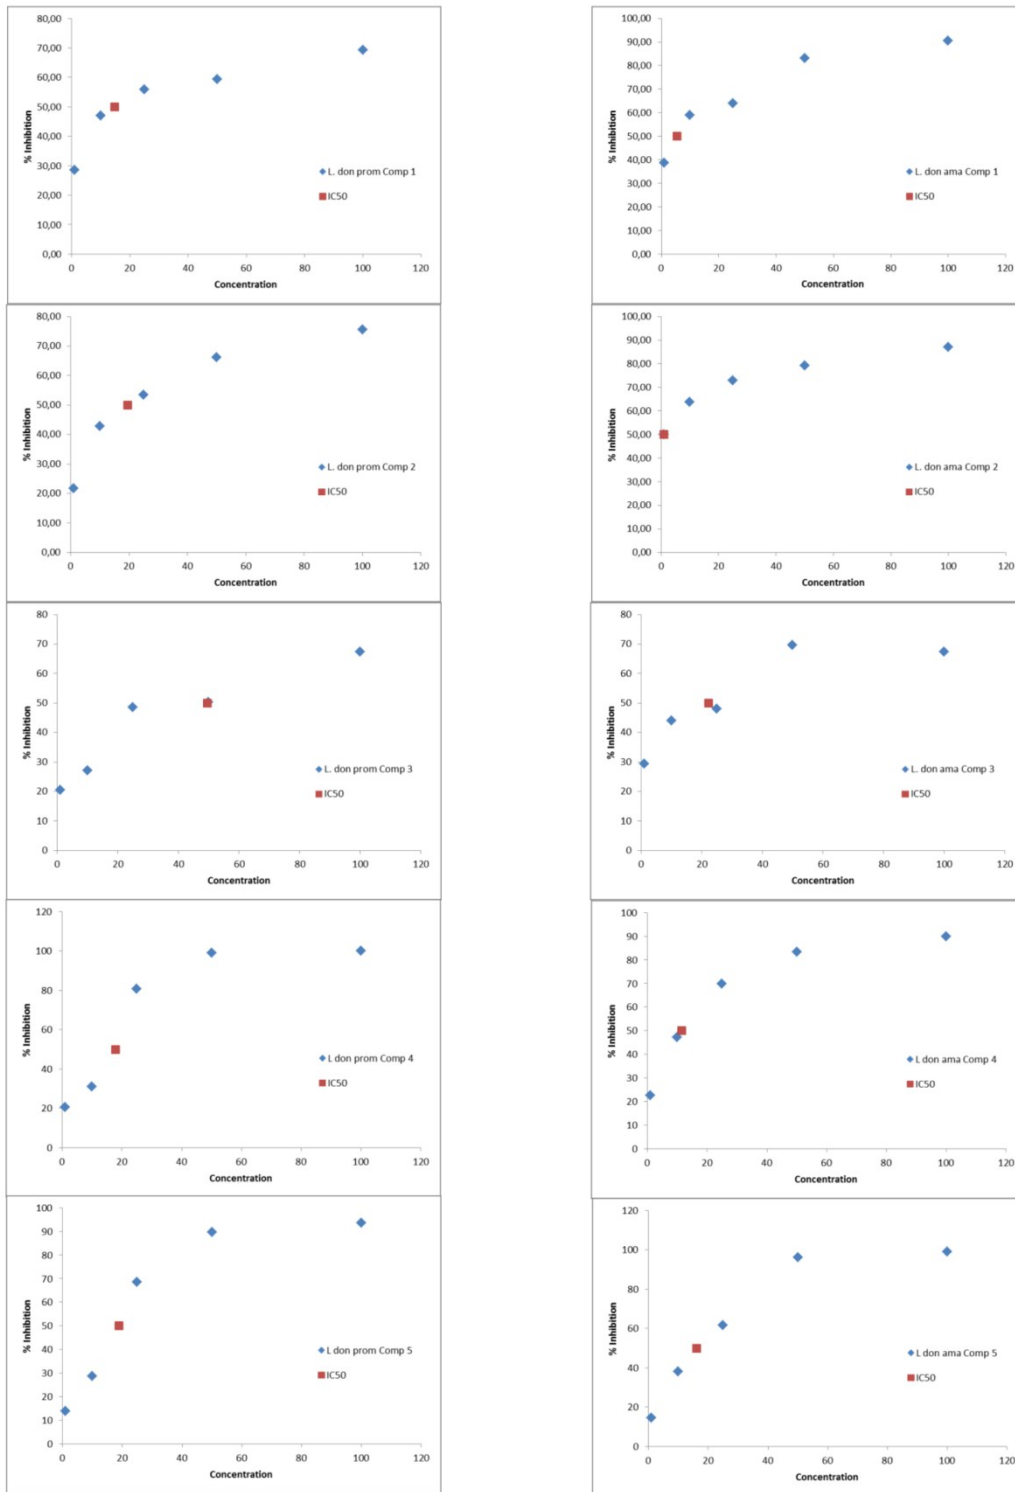 80,00
70,00
60,00
50,00
40,00
30,00
20,00
10,00
0,00
% Inhibition
L. don prom Comp 1
IC50
0 20 40 60 80 100 120
Concentration
100,00
90,00
80,00
70,00
60,00
50,00
40,00
30,00
20,00
10,00
0,00
% Inhibition
L. don ama Comp 1
IC50
0 20 40 60 80 100 120
Concentration
80,00
70,00
60,00
50,00
40,00
30,00
20,00
10,00
0,00
% Inhibition
L. don prom Comp 2
IC50
0 20 40 60 80 100 120
Concentration
100,00
90,00
80,00
70,00
60,00
50,00
40,00
30,00
20,00
10,00
0,00
% Inhibition
L. don ama Comp 2
IC50
0 20 40 60 80 100 120
Concentration
80
70
60
50
40
30
20
10
0
% Inhibition
L. don prom Comp 3
IC50
0 20 40 60 80 100 120
Concentration
80
70
60
50
40
30
20
10
0
% Inhibition
L. don ama Comp 3
IC50
0 20 40 60 80 100 120
Concentration
120
100
80
60
40
20
0
% Inhibition
L don prom Comp 4
IC50
0 20 40 60 80 100 120
Concentration
100
90
80
70
60
50
40
30
20
10
0
% Inhibition
L don ama Comp 4
IC50
0 20 40 60 80 100 120
Concentration
100
90
80
70
60
50
40
30
20
10
0
% Inhibition
L don prom Comp 5
IC50
0 20 40 60 80 100 120
Concentration
120
100
80
60
40
20
0
% Inhibition
L don ama Comp 5
IC50
0 20 40 60 80 100 120
Concentration